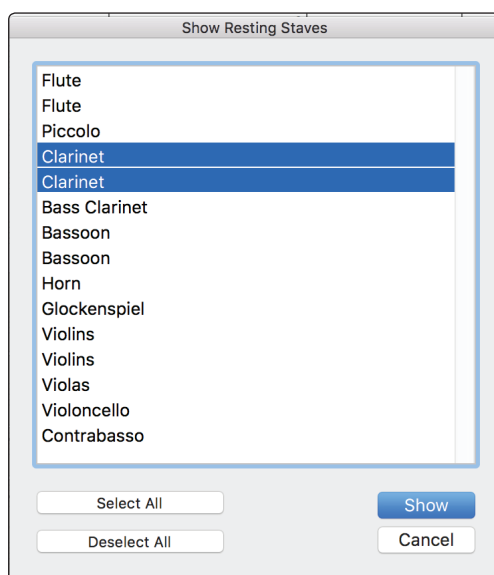 Show Resting Staves
Flute
Flute
Piccolo
Clarinet
Clarinet
Bass Clarinet
Bassoon
Bassoon
Horn
Glockenspiel
Violins
Violins
Violas
Violoncello
Contrabasso
Select All
Show
Deselect All
Cancel